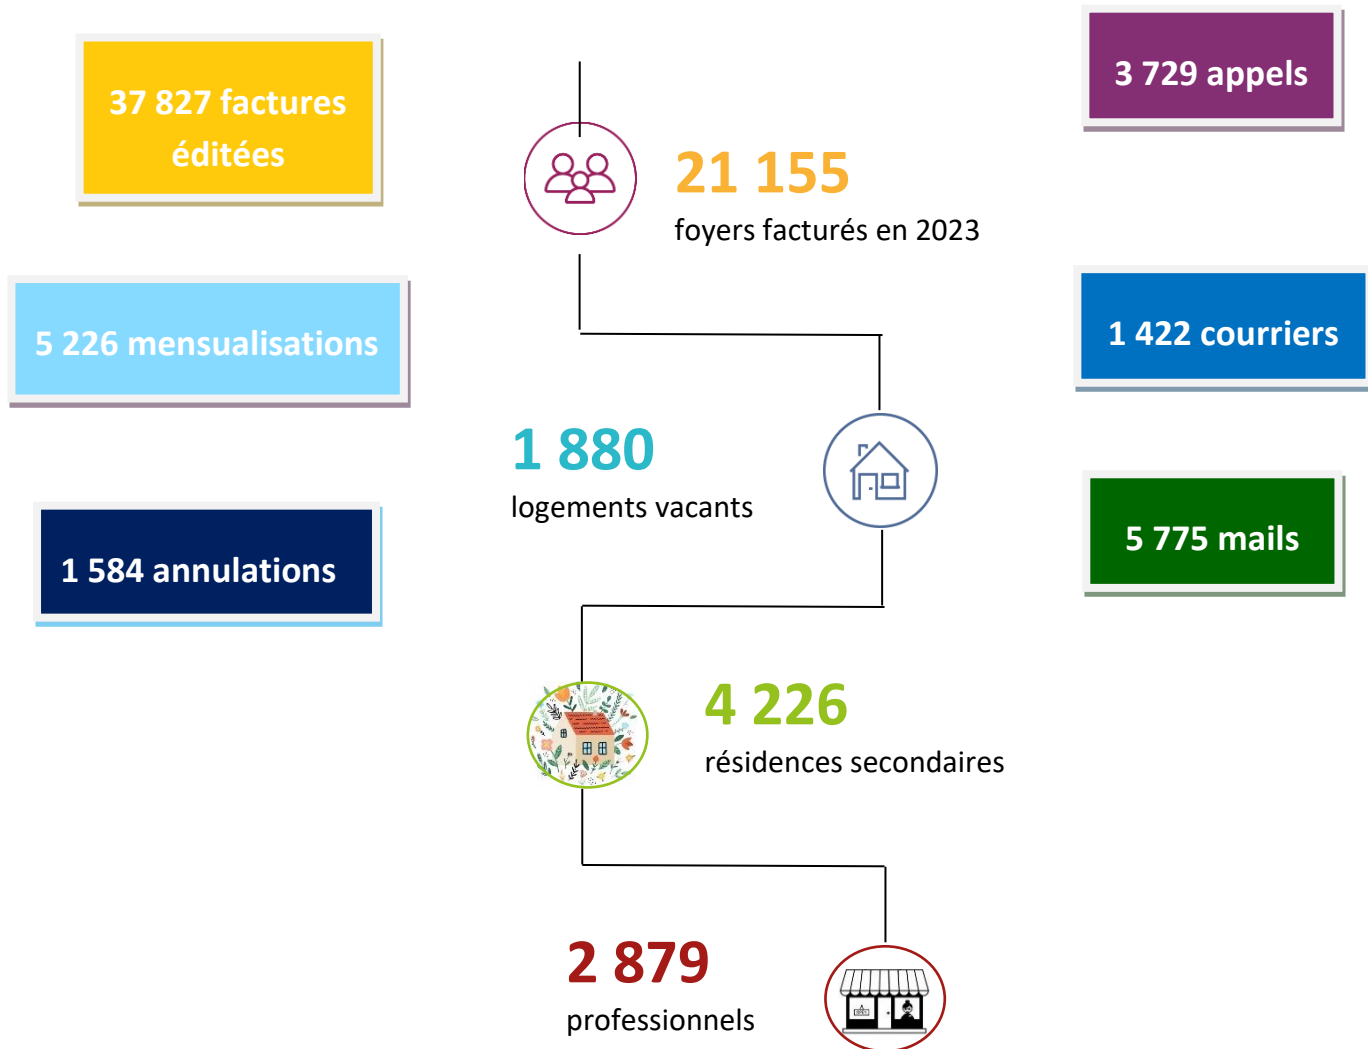 37 827 factures
éditées
5 226 mensualisations
1 584 annulations
21 155
foyers facturés en 2023
1 880
logements vacants
4 226
résidences secondaires
2 879
professionnels
3 729 appels
1 422 courriers
5 775 mails